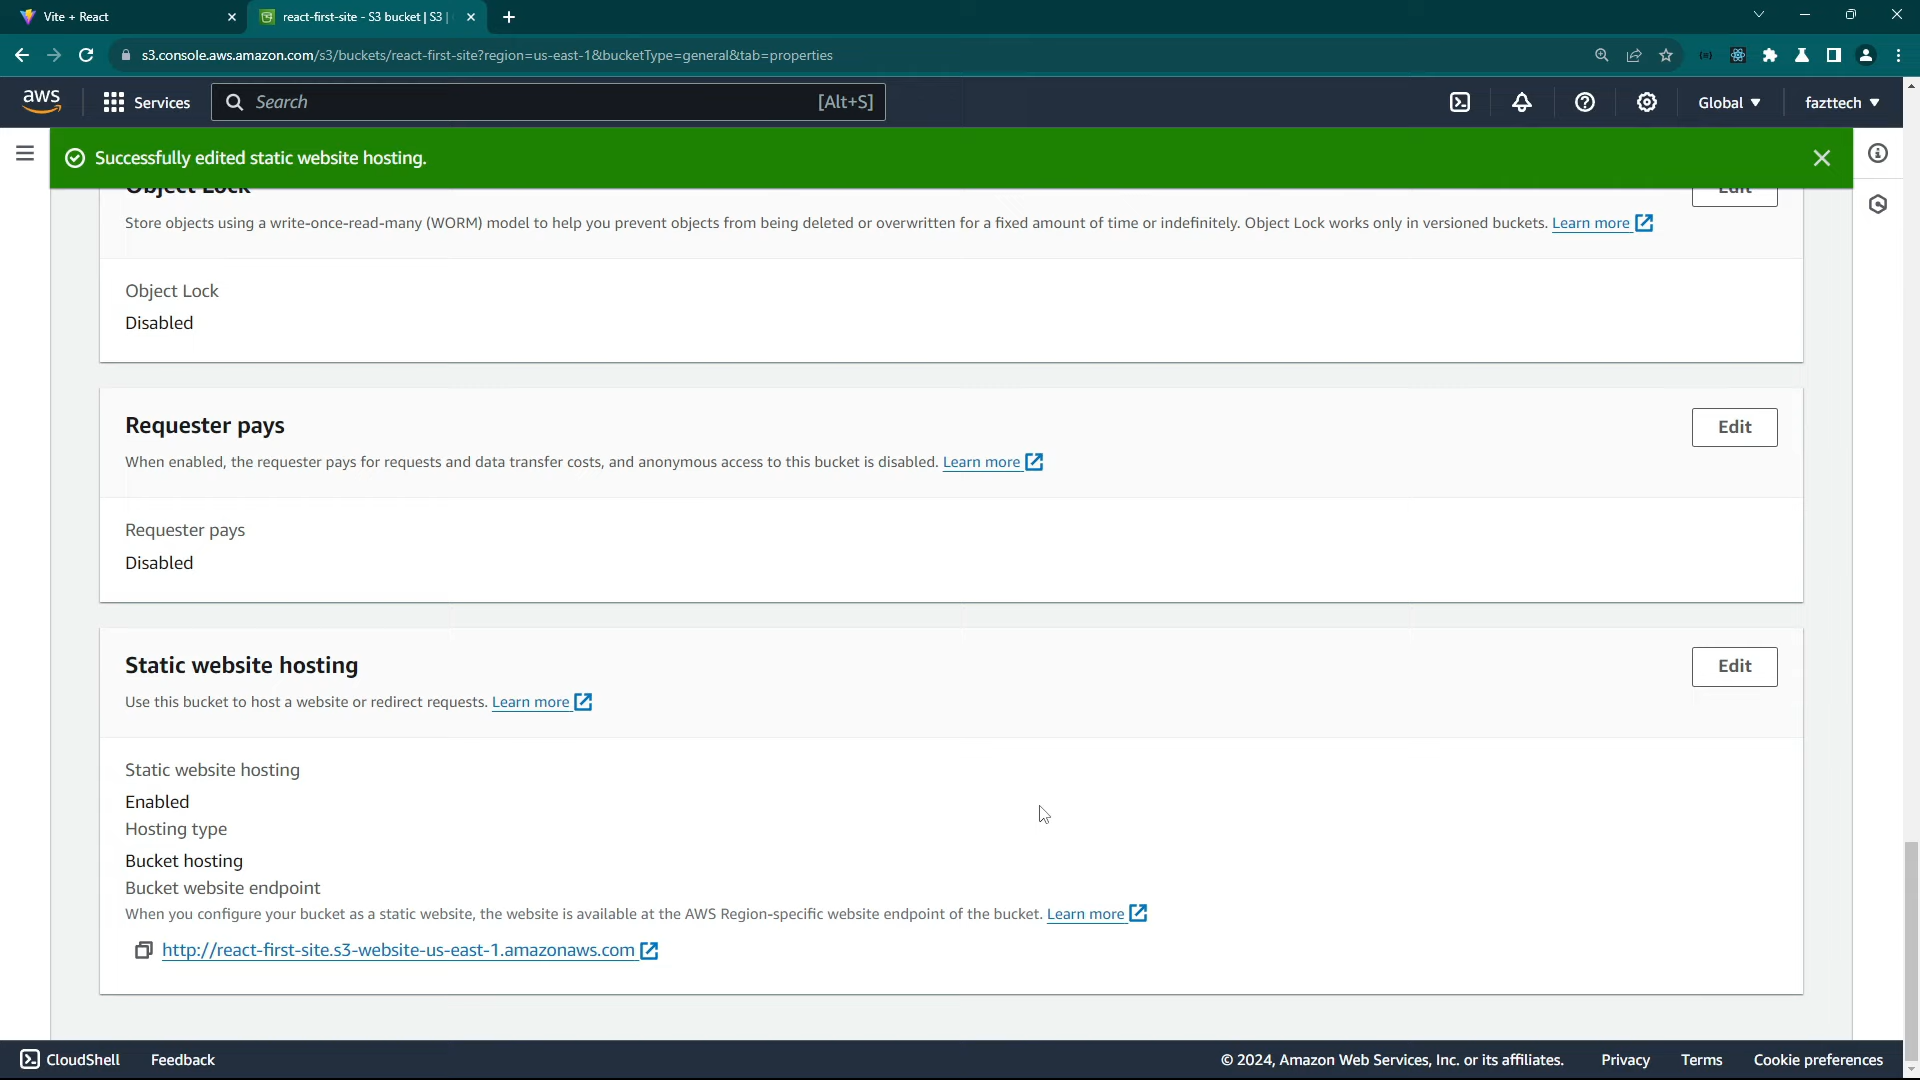 Vite + React
react-first-site - S3 bucket | S3 |
s3.console.aws.amazon.com/s3/buckets/react-first-site?region=us-east-1&bucketType=general&tab=properties
aws
Services
Search
[Alt+S]
Global
fazttech
Successfully edited static website hosting.
Object Lock
Edit
Store objects using a write-once-read-many (WORM) model to help you prevent objects from being deleted or overwritten for a fixed amount of time or indefinitely. Object Lock works only in versioned buckets. Learn more
Object Lock
Disabled
Requester pays
Edit
When enabled, the requester pays for requests and data transfer costs, and anonymous access to this bucket is disabled. Learn more
Requester pays
Disabled
Static website hosting
Edit
Use this bucket to host a website or redirect requests. Learn more
Static website hosting
Enabled
Hosting type
Bucket hosting
Bucket website endpoint
When you configure your bucket as a static website, the website is available at the AWS Region-specific website endpoint of the bucket. Learn more
http://react-first-site.s3-website-us-east-1.amazonaws.com
CloudShell
Feedback
© 2024, Amazon Web Services, Inc. or its affiliates.
Privacy
Terms
Cookie preferences